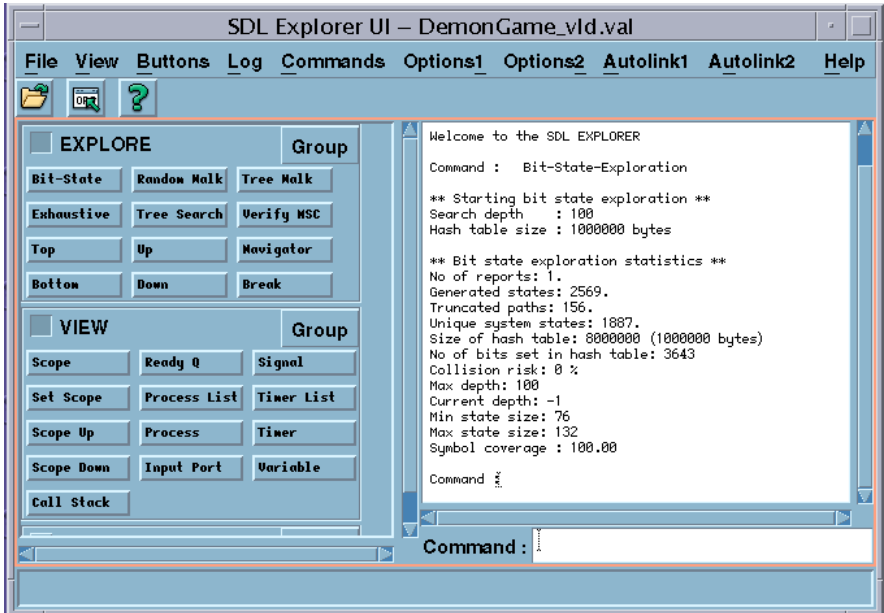 SDL Explorer UI – DemonGame_vld.val
File View Buttons Log Commands Options1 Options2 Autolink1 Autolink2 Help
EXPLORE Group
Bit-State Random Walk Tree Walk
Exhaustive Tree Search Verify MSC
Top Up Navigator
Bottom Down Break
VIEW Group
Scope Ready Q Signal
Set Scope Process List Timer List
Scope Up Process Timer
Scope Down Input Port Variable
Call Stack
Welcome to the SDL EXPLORER
Command : Bit-State-Exploration
** Starting bit state exploration **
Search depth : 100
Hash table size : 1000000 bytes
** Bit state exploration statistics **
No of reports: 1.
Generated states: 2569.
Truncated paths: 156.
Unique system states: 1887.
Size of hash table: 8000000 (1000000 bytes)
No of bits set in hash table: 3643
Collision risk: 0 %
Max depth: 100
Current depth: -1
Min state size: 76
Max state size: 132
Symbol coverage : 100.00
Command :
Command :